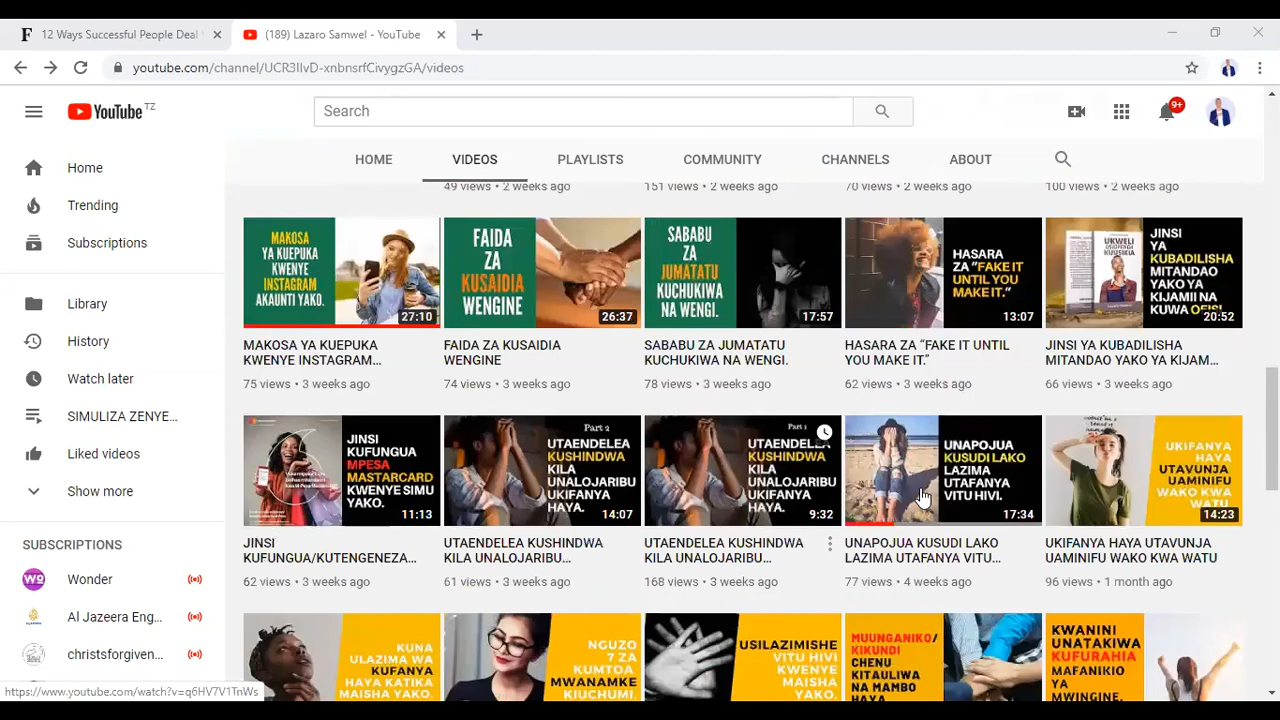 12 Ways Successful People Deal
(189) Lazaro Samwel - YouTube
youtube.com/channel/UCR3IlvD-xnbnsrfCivygzGA/videos
YouTube TZ
Search
9+
HOME
VIDEOS
PLAYLISTS
COMMUNITY
CHANNELS
ABOUT
Home
Trending
Subscriptions
Library
History
Watch later
SIMULIZA ZENYE...
Liked videos
Show more
SUBSCRIPTIONS
Wonder
Al Jazeera Eng...
christsforgiven...
49 views • 2 weeks ago
151 views • 2 weeks ago
70 views • 2 weeks ago
100 views • 2 weeks ago
MAKOSA
YA KUEPUKA
KWENYE
INSTAGRAM
AKAUNTI YAKO.
27:10
FAIDA
ZA
KUSAIDIA
WENGINE
26:37
SABABU
ZA
JUMATATU
KUCHUKIWA
NA WENGI.
17:57
HASARA
ZA "FAKE IT
UNTIL YOU
MAKE IT."
13:07
UKWELI
JINSI
YA
KUBADILISHA
MITANDAO
YAKO YA
KIJAMII NA
KUWA OFISI.
20:52
MAKOSA YA KUEPUKA
KWENYE INSTAGRAM...
75 views • 3 weeks ago
FAIDA ZA KUSAIDIA
WENGINE
74 views • 3 weeks ago
SABABU ZA JUMATATU
KUCHUKIWA NA WENGI.
78 views • 3 weeks ago
HASARA ZA “FAKE IT UNTIL
YOU MAKE IT.”
62 views • 3 weeks ago
JINSI YA KUBADILISHA
MITANDAO YAKO YA KIJAM...
66 views • 3 weeks ago
JINSI
KUFUNGUA
MPESA
MASTARCARD
KWENYE SIMU
YAKO.
11:13
Part 2
UTAENDELEA
KUSHINDWA
KILA
UNALOJARIBU
UKIFANYA
HAYA.
14:07
Part 1
UTAENDELEA
KUSHINDWA
KILA
UNALOJARIBU
UKIFANYA
HAYA.
9:32
UNAPOJUA
KUSUDI LAKO
LAZIMA
UTAFANYA
VITU HIVI.
17:34
UKIFANYA
HAYA
UTAVUNJA
UAMINIFU
WAKO KWA
WATU
14:23
JINSI
KUFUNGUA/KUTENGENEZA...
62 views • 3 weeks ago
UTAENDELEA KUSHINDWA
KILA UNALOJARIBU...
61 views • 3 weeks ago
UTAENDELEA KUSHINDWA
KILA UNALOJARIBU...
168 views • 3 weeks ago
UNAPOJUA KUSUDI LAKO
LAZIMA UTAFANYA VITU...
77 views • 4 weeks ago
UKIFANYA HAYA UTAVUNJA
UAMINIFU WAKO KWA WATU
96 views • 1 month ago
KUNA
ULAZIMA WA
KUFANYA
HAYA KATIKA
MAISHA YAKO.
NGUZO
7 ZA
KUMTOA
MWANAMKE
KIUCHUMI.
USILAZIMISHE
VITU HIVI
KWENYE
MAISHA
YAKO.
MUUNGANIKO/
KIKUNDI
CHENU
KITAULIWA
NA MAMBO
HAYA
KWANINI
UNATAKIWA
KUFURAHIA
MAFANIKIO
YA
MWINGINE.
https://www.youtube.com/watch?v=q6HV7V1TnWs